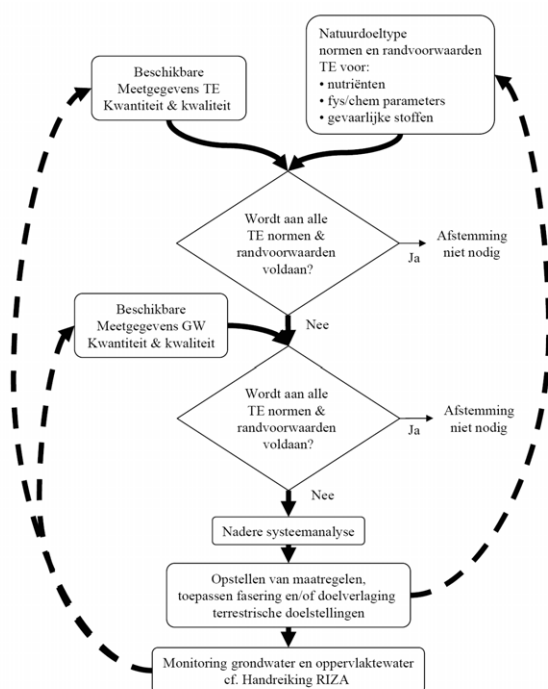 Beschikbare
Meetgegevens TE
Kwantiteit & kwaliteit
Natuurdoeltype
normen en randvoorwaarden
TE voor:
• nutriënten
• fys/chem parameters
• gevaarlijke stoffen
Wordt aan alle
TE normen &
randvoorwaarden
voldaan?
Ja
Afstemming
niet nodig
Nee
Beschikbare
Meetgegevens GW
Kwantiteit & kwaliteit
Wordt aan alle
TE normen &
randvoorwaarden
voldaan?
Ja
Afstemming
niet nodig
Nee
Nadere systeemanalyse
Opstellen van maatregelen,
toepassen fasering en/of doelverlaging
terrestrische doelstellingen
Monitoring grondwater en oppervlaktewater
cf. Handreiking RIZA